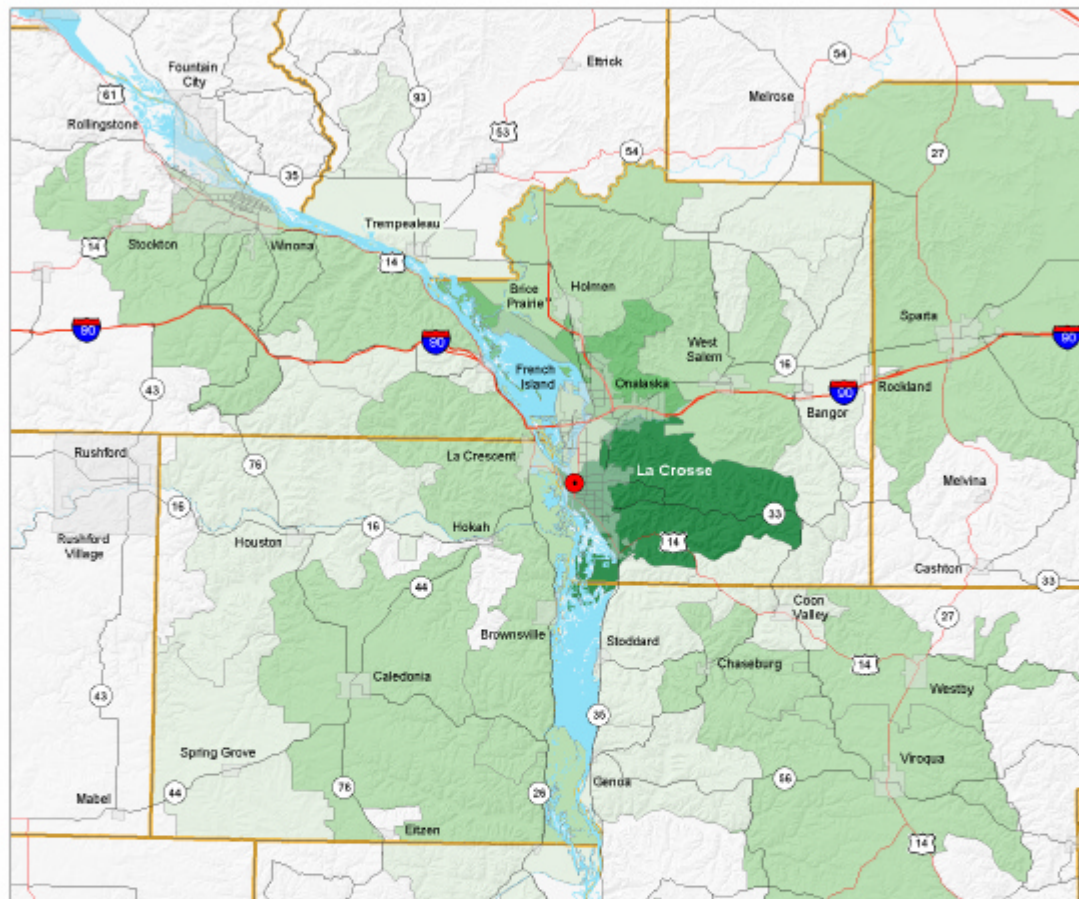 54
Ettrick
Fountain
City
61
93
Melrose
Rollingstone
53
27
54
35
Trempealeau
14
Stockton
Winona
14
Brice
Prairie
Holmen
90
90
West
Salem
Sparta
90
16
French
Island
Onalaska
43
90
Rockland
Bangor
Rushford
La Crescent
76
La Crosse
Melvina
16
Hokah
33
16
Houston
14
Rushford
Village
Cashton
33
44
Coon
Valley
27
Brownsville
Stoddard
14
Chaseburg
Caledonia
Westby
43
35
Spring Grove
Viroqua
56
Genoa
Mabel
44
76
26
Eitzen
14